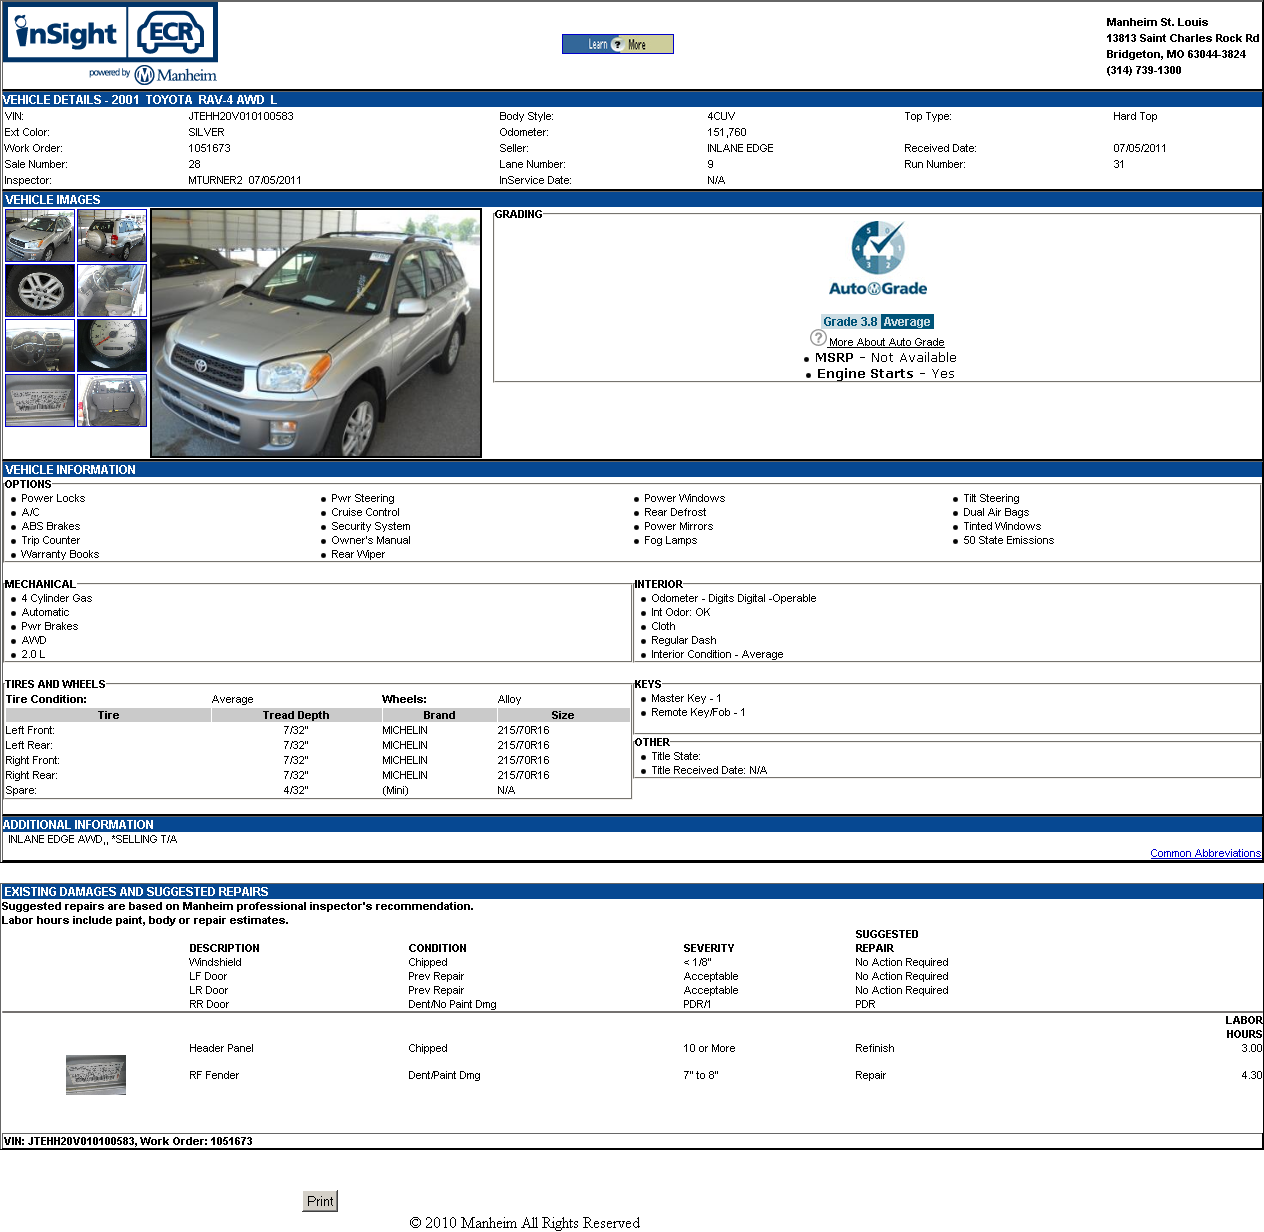 inSight ECR
powered by Manheim
Learn ? More
Manheim St. Louis
13813 Saint Charles Rock Rd
Bridgeton, MO 63044-3824
(314) 739-1300
VEHICLE DETAILS - 2001 TOYOTA RAV-4 AWD L
VIN: JTEHH20V010100583 Body Style: 4CUV Top Type: Hard Top
Ext Color: SILVER Odometer: 151,760
Work Order: 1051673 Seller: INLANE EDGE Received Date: 07/05/2011
Sale Number: 28 Lane Number: 9 Run Number: 31
Inspector: MTURNER2 07/05/2011 InService Date: N/A
VEHICLE IMAGES
GRADING
5 0 4 1 3 2
AutoGrade
Grade 3.8 Average
? More About Auto Grade
• MSRP - Not Available
• Engine Starts - Yes
VEHICLE INFORMATION
OPTIONS
• Power Locks • Pwr Steering • Power Windows • Tilt Steering
• A/C • Cruise Control • Rear Defrost • Dual Air Bags
• ABS Brakes • Security System • Power Mirrors • Tinted Windows
• Trip Counter • Owner's Manual • Fog Lamps • 50 State Emissions
• Warranty Books • Rear Wiper
MECHANICAL
• 4 Cylinder Gas
• Automatic
• Pwr Brakes
• AWD
• 2.0 L
INTERIOR
• Odometer - Digits Digital -Operable
• Int Odor: OK
• Cloth
• Regular Dash
• Interior Condition - Average
TIRES AND WHEELS
Tire Condition: Average Wheels: Alloy
Tire Tread Depth Brand Size
Left Front: 7/32" MICHELIN 215/70R16
Left Rear: 7/32" MICHELIN 215/70R16
Right Front: 7/32" MICHELIN 215/70R16
Right Rear: 7/32" MICHELIN 215/70R16
Spare: 4/32" (Mini) N/A
KEYS
• Master Key - 1
• Remote Key/Fob - 1
OTHER
• Title State:
• Title Received Date: N/A
ADDITIONAL INFORMATION
INLANE EDGE AWD,, *SELLING T/A
Common Abbreviations
EXISTING DAMAGES AND SUGGESTED REPAIRS
Suggested repairs are based on Manheim professional inspector's recommendation.
Labor hours include paint, body or repair estimates.
DESCRIPTION CONDITION SEVERITY SUGGESTED REPAIR
Windshield Chipped < 1/8" No Action Required
LF Door Prev Repair Acceptable No Action Required
LR Door Prev Repair Acceptable No Action Required
RR Door Dent/No Paint Dmg PDR/1 PDR
LABOR HOURS
Header Panel Chipped 10 or More Refinish 3.00
RF Fender Dent/Paint Dmg 7" to 8" Repair 4.30
VIN: JTEHH20V010100583, Work Order: 1051673
Print
© 2010 Manheim All Rights Reserved